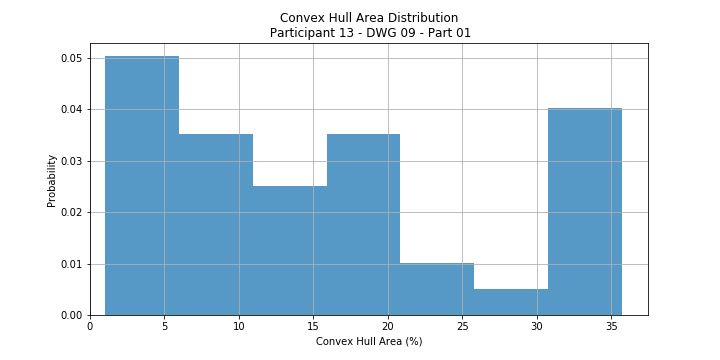 Convex Hull Area Distribution
Participant 13 - DWG 09 - Part 01
0.05
0.04
0.03
0.02
0.01
0.00
Probability
0 5 10 15 20 25 30 35
Convex Hull Area (%)